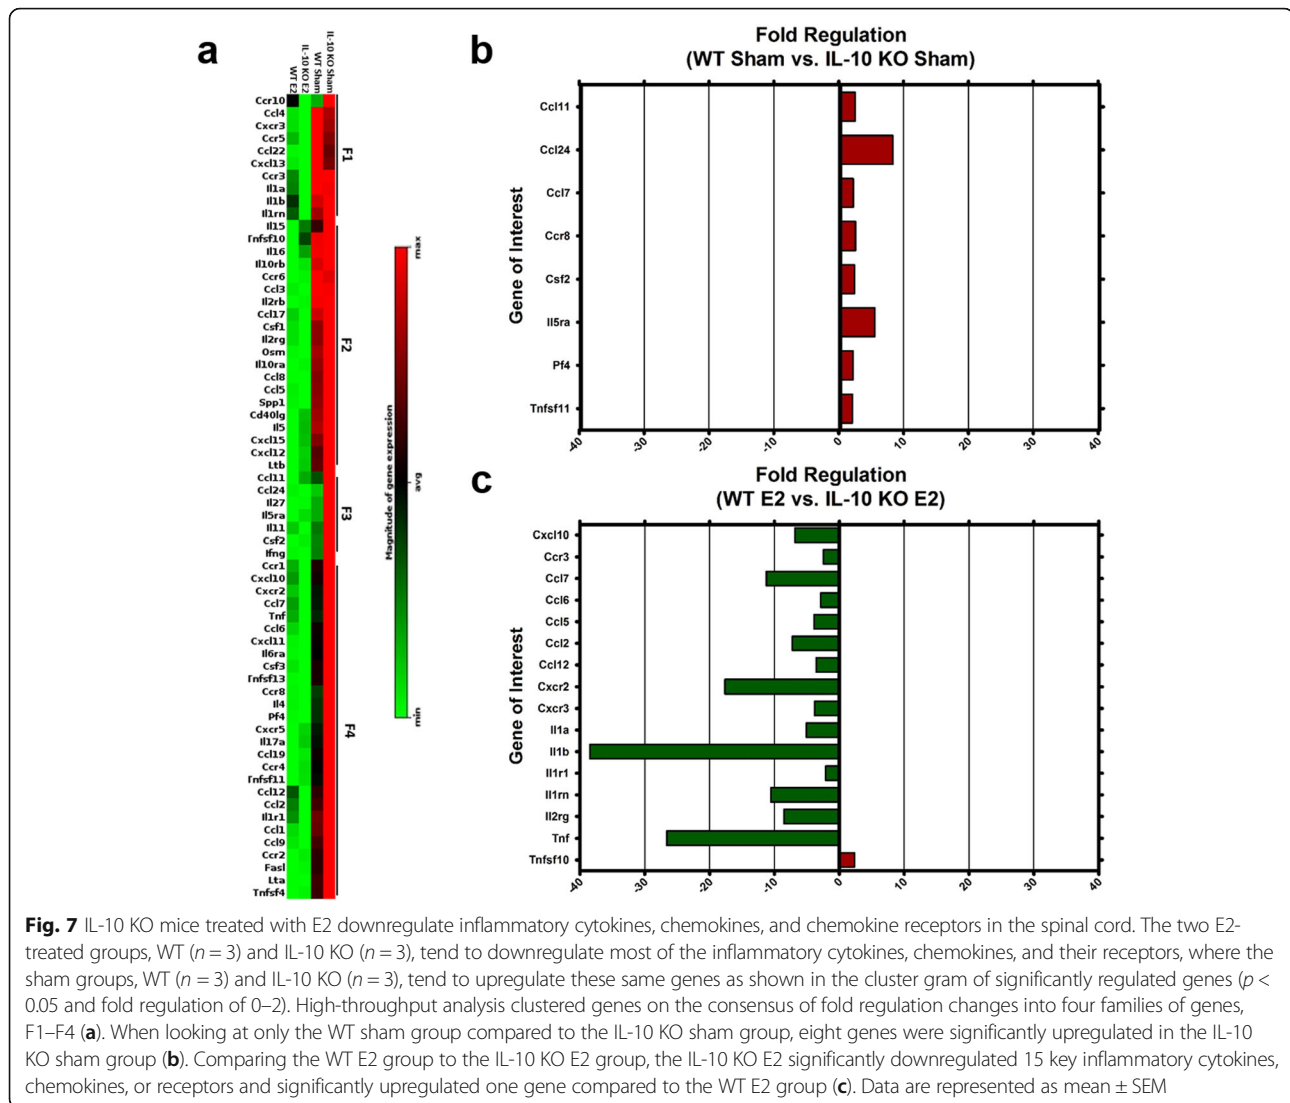 a
WT E2
IL-10 KO E2
WT Sham
IL-10 KO Sham
Ccr10
Ccl4
Cxcr3
Ccr5
Ccl22
Cxcl13
Ccr3
Il1a
Il1b
Il1rn
Il15
Tnfsf10
Il16
Il10rb
Ccr6
Ccl3
Il2rb
Ccl17
Csf1
Il2rg
Osm
Il10ra
Ccl8
Ccl5
Spp1
Cd40lg
Il5
Cxcl15
Cxcl12
Ltb
Ccl11
Ccl24
Il27
Il5ra
Il11
Csf2
Ifng
Ccr1
Cxcl10
Cxcr2
Ccl7
Tnf
Ccl6
Cxcl11
Il6ra
Csf3
Tnfsf13
Ccr8
Il4
Pf4
Cxcr5
Il17a
Ccl19
Ccr4
Tnfsf11
Ccl12
Ccl2
Il1r1
Ccl1
Ccl9
Ccr2
Fasl
Lta
Tnfsf4
F1
F2
F3
F4
Magnitude of gene expression
max
avg
min
b
Fold Regulation
(WT Sham vs. IL-10 KO Sham)
Gene of Interest
Ccl11
Ccl24
Ccl7
Ccr8
Csf2
Il5ra
Pf4
Tnfsf11
-40 -30 -20 -10 0 10 20 30 40
c
Fold Regulation
(WT E2 vs. IL-10 KO E2)
Gene of Interest
Cxcl10
Ccr3
Ccl7
Ccl6
Ccl5
Ccl2
Ccl12
Cxcr2
Cxcr3
Il1a
Il1b
Il1r1
Il1rn
Il2rg
Tnf
Tnfsf10
-40 -30 -20 -10 0 10 20 30 40
Fig. 7 IL-10 KO mice treated with E2 downregulate inflammatory cytokines, chemokines, and chemokine receptors in the spinal cord. The two E2-
treated groups, WT (n = 3) and IL-10 KO (n = 3), tend to downregulate most of the inflammatory cytokines, chemokines, and their receptors, where the
sham groups, WT (n = 3) and IL-10 KO (n = 3), tend to upregulate these same genes as shown in the cluster gram of significantly regulated genes (p <
0.05 and fold regulation of 0–2). High-throughput analysis clustered genes on the consensus of fold regulation changes into four families of genes,
F1–F4 (a). When looking at only the WT sham group compared to the IL-10 KO sham group, eight genes were significantly upregulated in the IL-10
KO sham group (b). Comparing the WT E2 group to the IL-10 KO E2 group, the IL-10 KO E2 significantly downregulated 15 key inflammatory cytokines,
chemokines, or receptors and significantly upregulated one gene compared to the WT E2 group (c). Data are represented as mean ± SEM